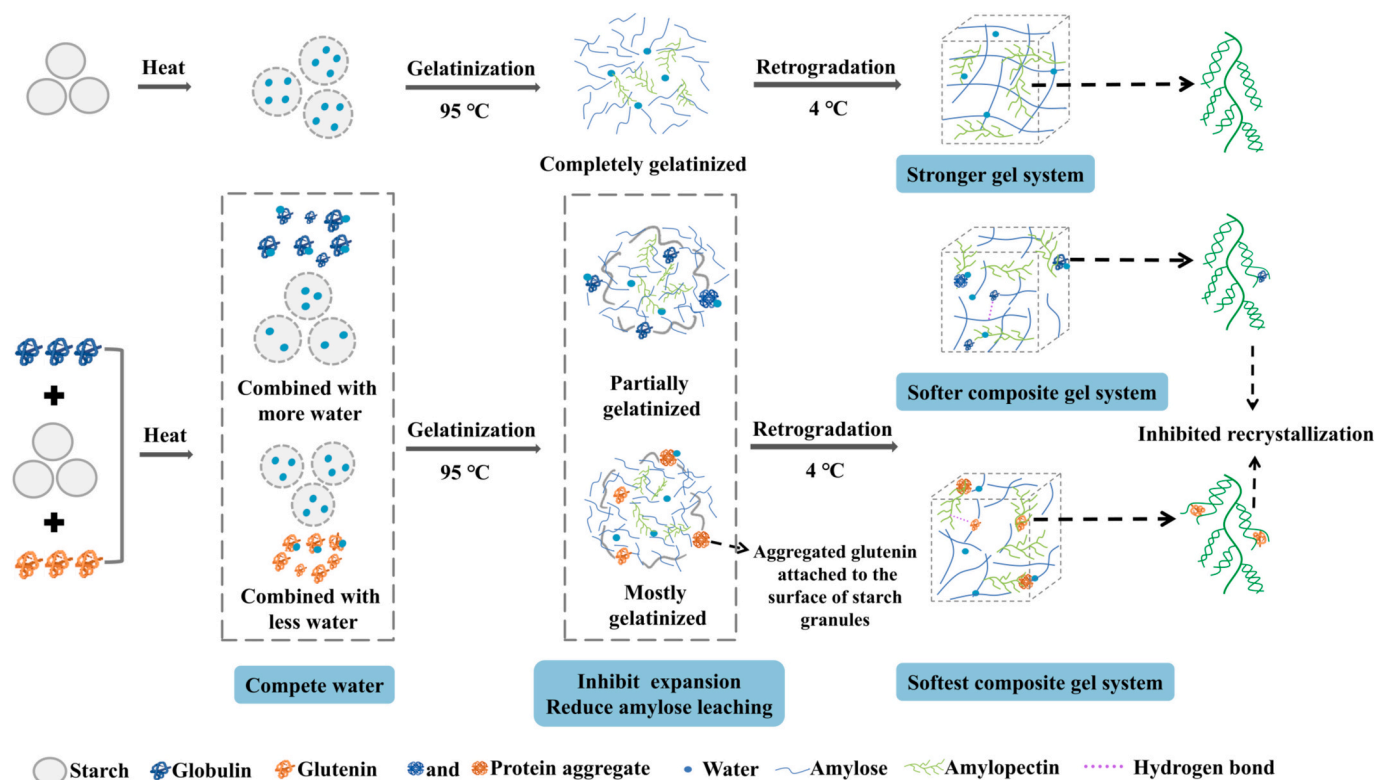 Heat
Gelatinization
95 °C
Completely gelatinized
Retrogradation
4 °C
Stronger gel system
Heat
Combined with
more water
Combined with
less water
Compete water
Gelatinization
95 °C
Partially
gelatinized
Mostly
gelatinized
Inhibit expansion
Reduce amylose leaching
Retrogradation
4 °C
Aggregated glutenin
attached to the
surface of starch
granules
Softer composite gel system
Inhibited recrystallization
Softest composite gel system
Starch Globulin Glutenin and Protein aggregate Water Amylose Amylopectin Hydrogen bond